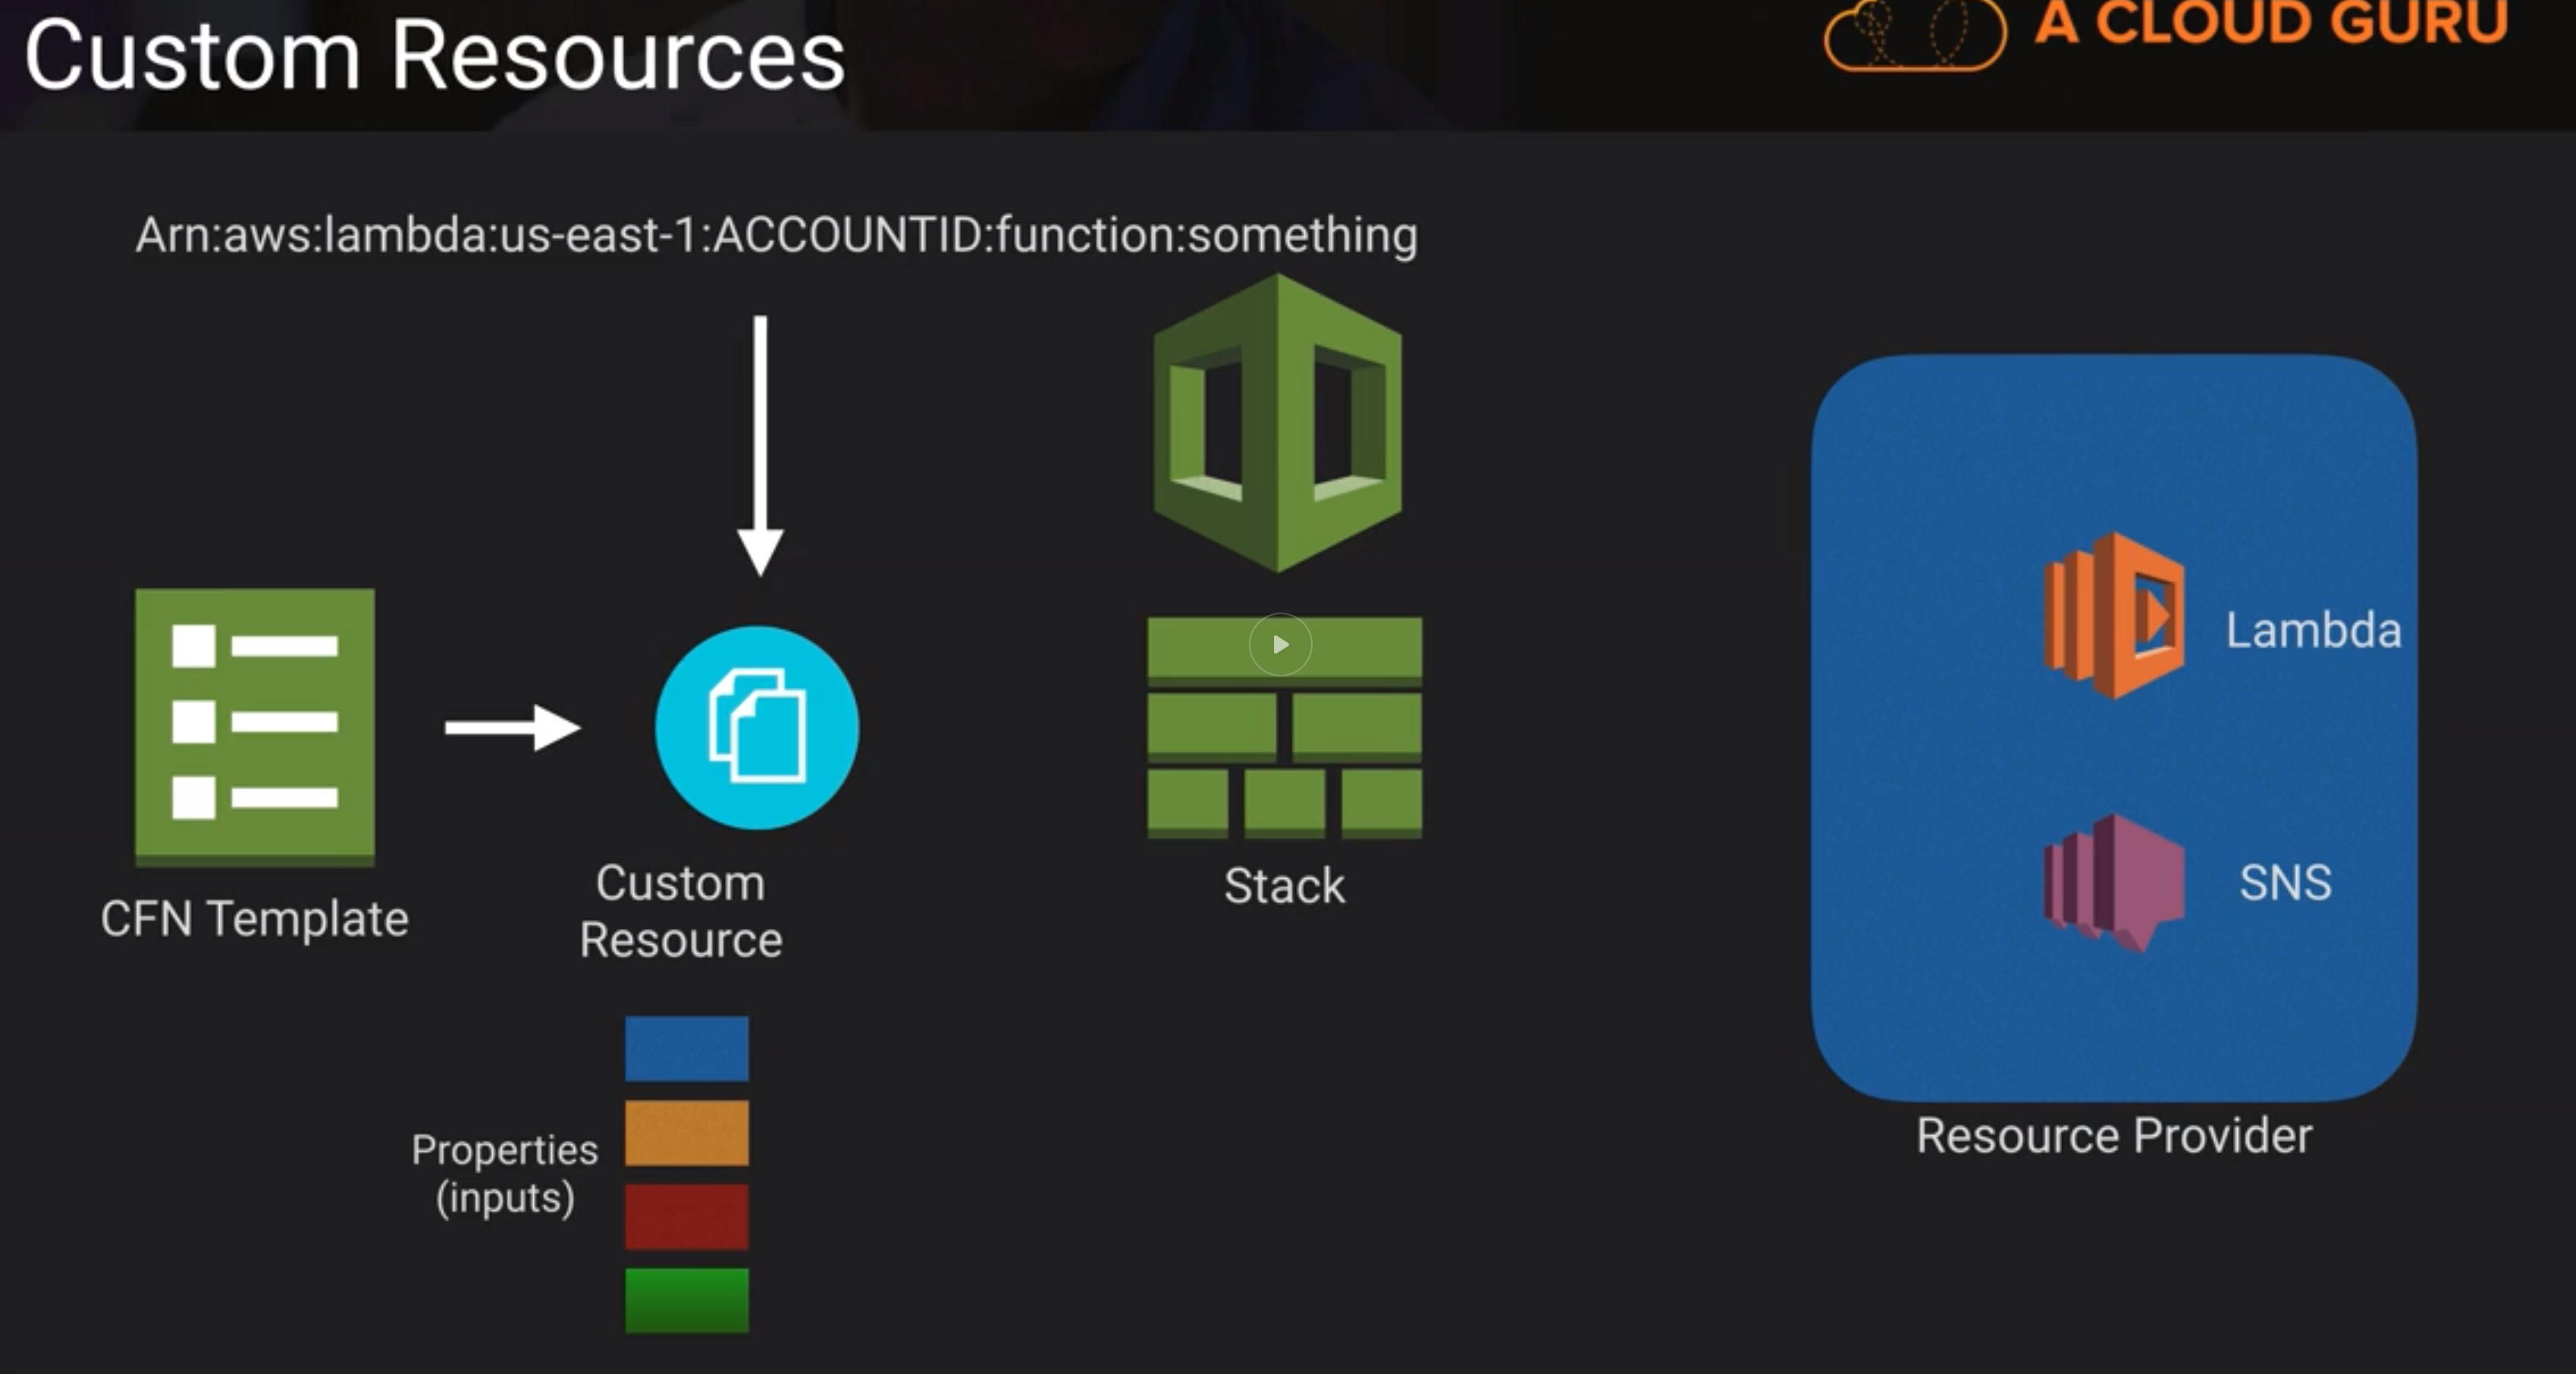 Custom Resources
A CLOUD GURU
Arn:aws:lambda:us-east-1:ACCOUNTID:function:something
Lambda
SNS
Resource Provider
CFN Template
Custom
Resource
Stack
Properties
(inputs)